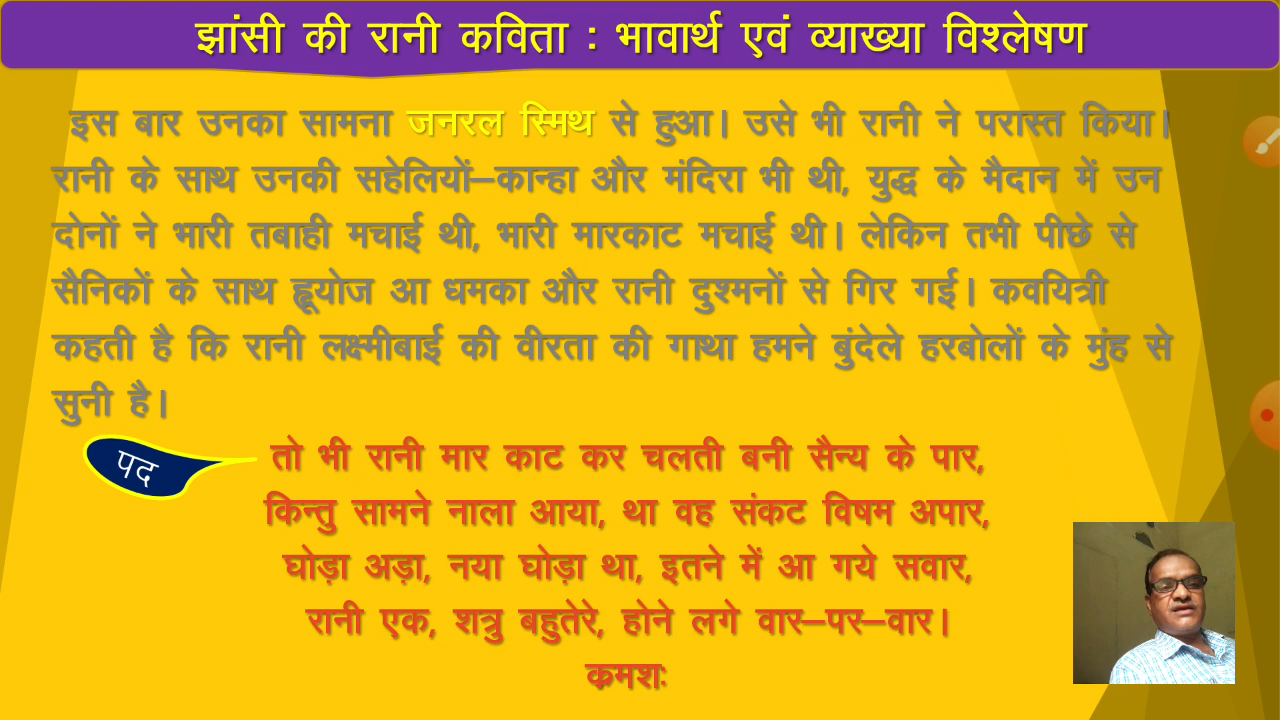 झांसी की रानी कविता : भावार्थ एवं व्याख्या विश्लेषण
इस बार उनका सामना जनरल स्मिथ से हुआ। उसे भी रानी ने परास्त किया।
रानी के साथ उनकी सहेलियों–कान्हा और मंदिरा भी थी, युद्ध के मैदान में उन
दोनों ने भारी तबाही मचाई थी, भारी मारकाट मचाई थी। लेकिन तभी पीछे से
सैनिकों के साथ ह्यूयोज आ धमका और रानी दुश्मनों से गिर गई। कवयित्री
कहती है कि रानी लक्ष्मीबाई की वीरता की गाथा हमने बुंदेले हरबोलों के मुंह से
सुनी है।
पद
तो भी रानी मार काट कर चलती बनी सैन्य के पार,
किन्तु सामने नाला आया, था वह संकट विषम अपार,
घोड़ा अड़ा, नया घोड़ा था, इतने में आ गये सवार,
रानी एक, शत्रु बहुतेरे, होने लगे वार–पर–वार।
क्रमशः